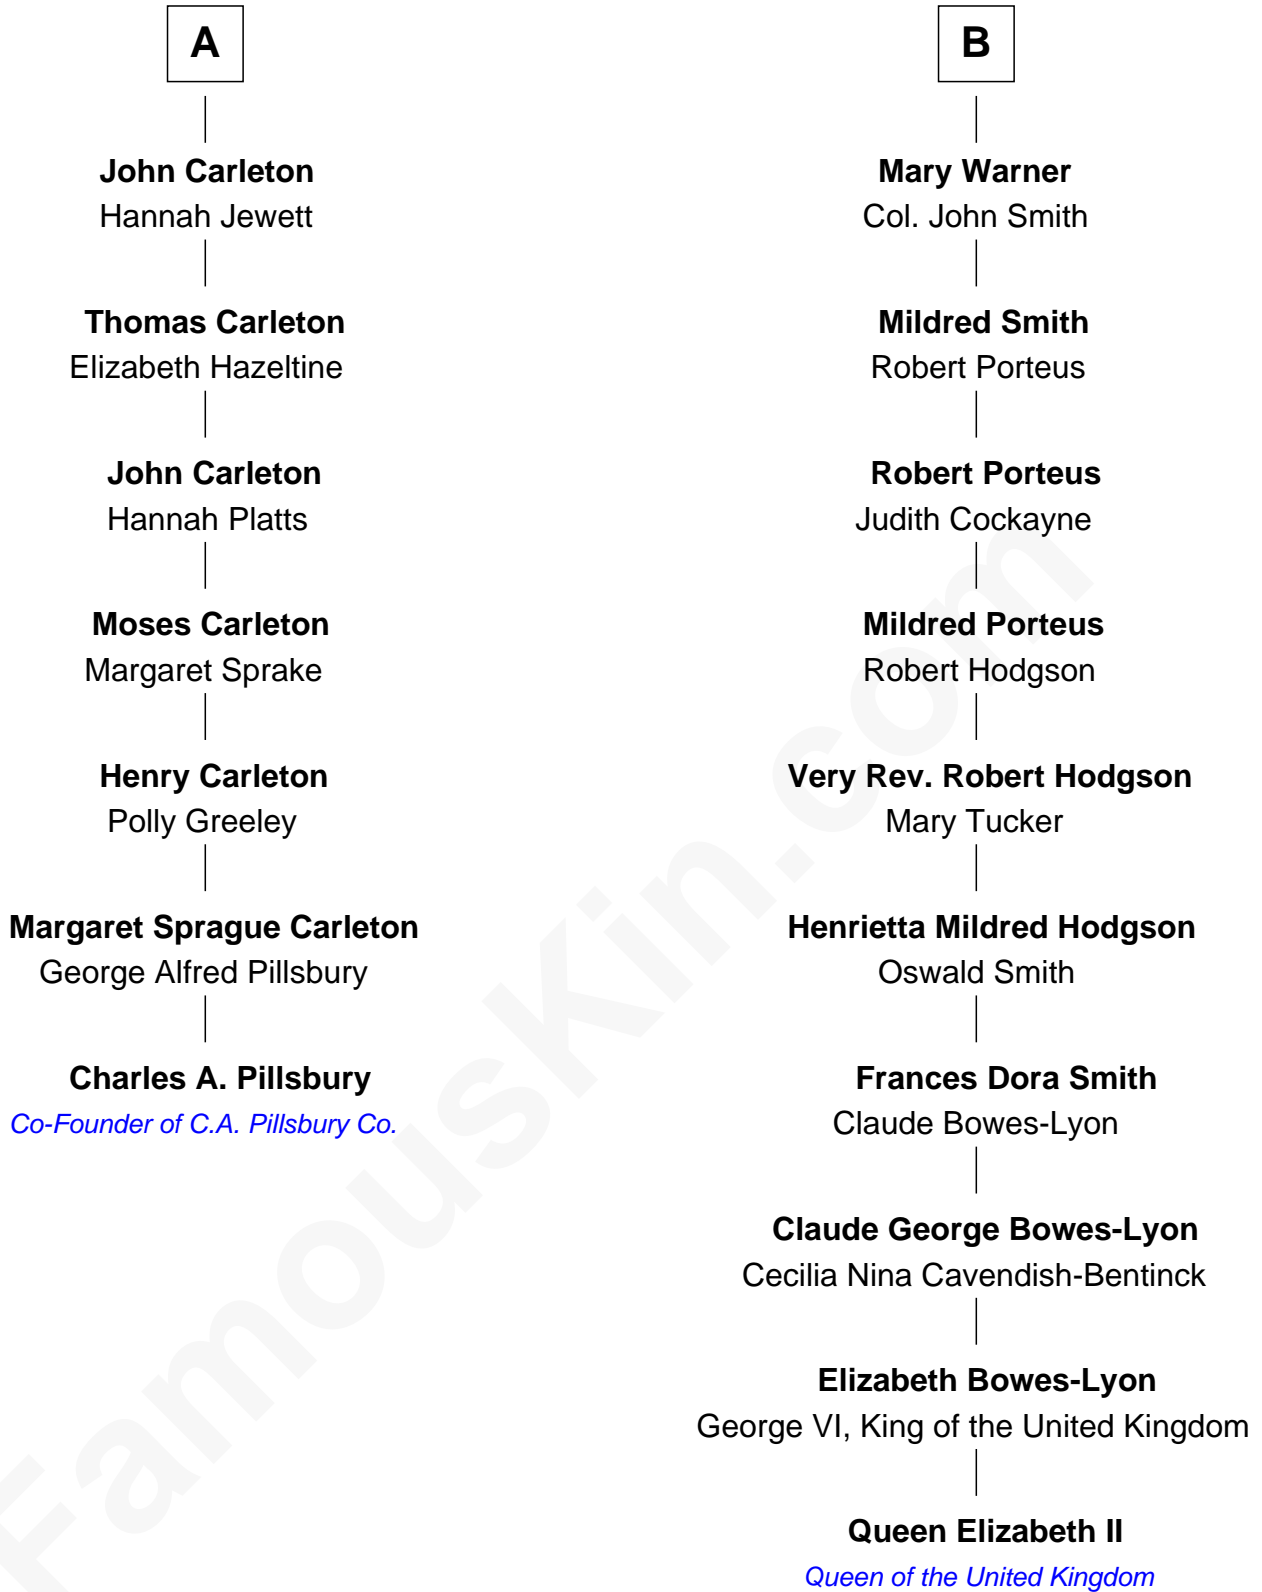 A
John Carleton
Hannah Jewett
Thomas Carleton
Elizabeth Hazeltine
John Carleton
Hannah Platts
Moses Carleton
Margaret Sprake
Henry Carleton
Polly Greeley
Margaret Sprague Carleton
George Alfred Pillsbury
Charles A. Pillsbury
Co-Founder of C.A. Pillsbury Co.
B
Mary Warner
Col. John Smith
Mildred Smith
Robert Porteus
Robert Porteus
Judith Cockayne
Mildred Porteus
Robert Hodgson
Very Rev. Robert Hodgson
Mary Tucker
Henrietta Mildred Hodgson
Oswald Smith
Frances Dora Smith
Claude Bowes-Lyon
Claude George Bowes-Lyon
Cecilia Nina Cavendish-Bentinck
Elizabeth Bowes-Lyon
George VI, King of the United Kingdom
Queen Elizabeth II
Queen of the United Kingdom
FamousKin.com